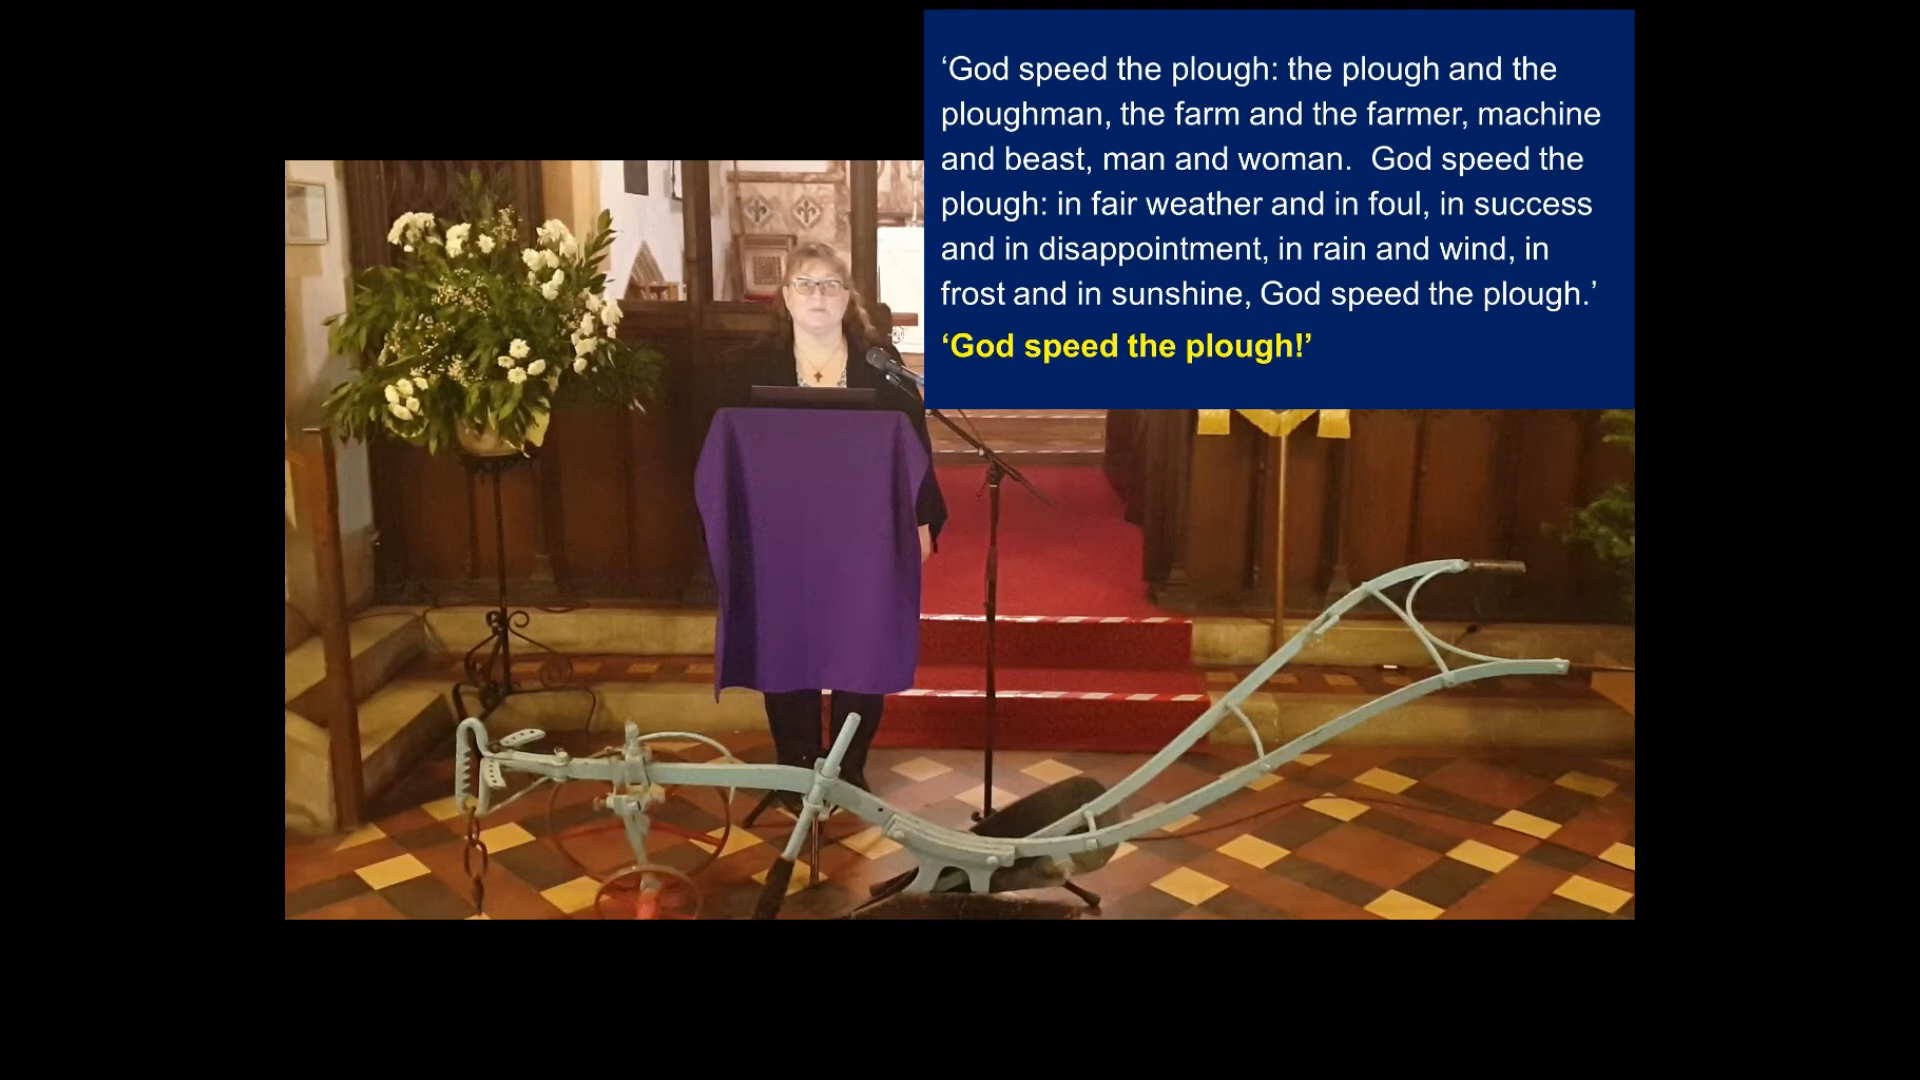 ‘God speed the plough: the plough and the
ploughman, the farm and the farmer, machine
and beast, man and woman.  God speed the
plough: in fair weather and in foul, in success
and in disappointment, in rain and wind, in
frost and in sunshine, God speed the plough.’
‘God speed the plough!’